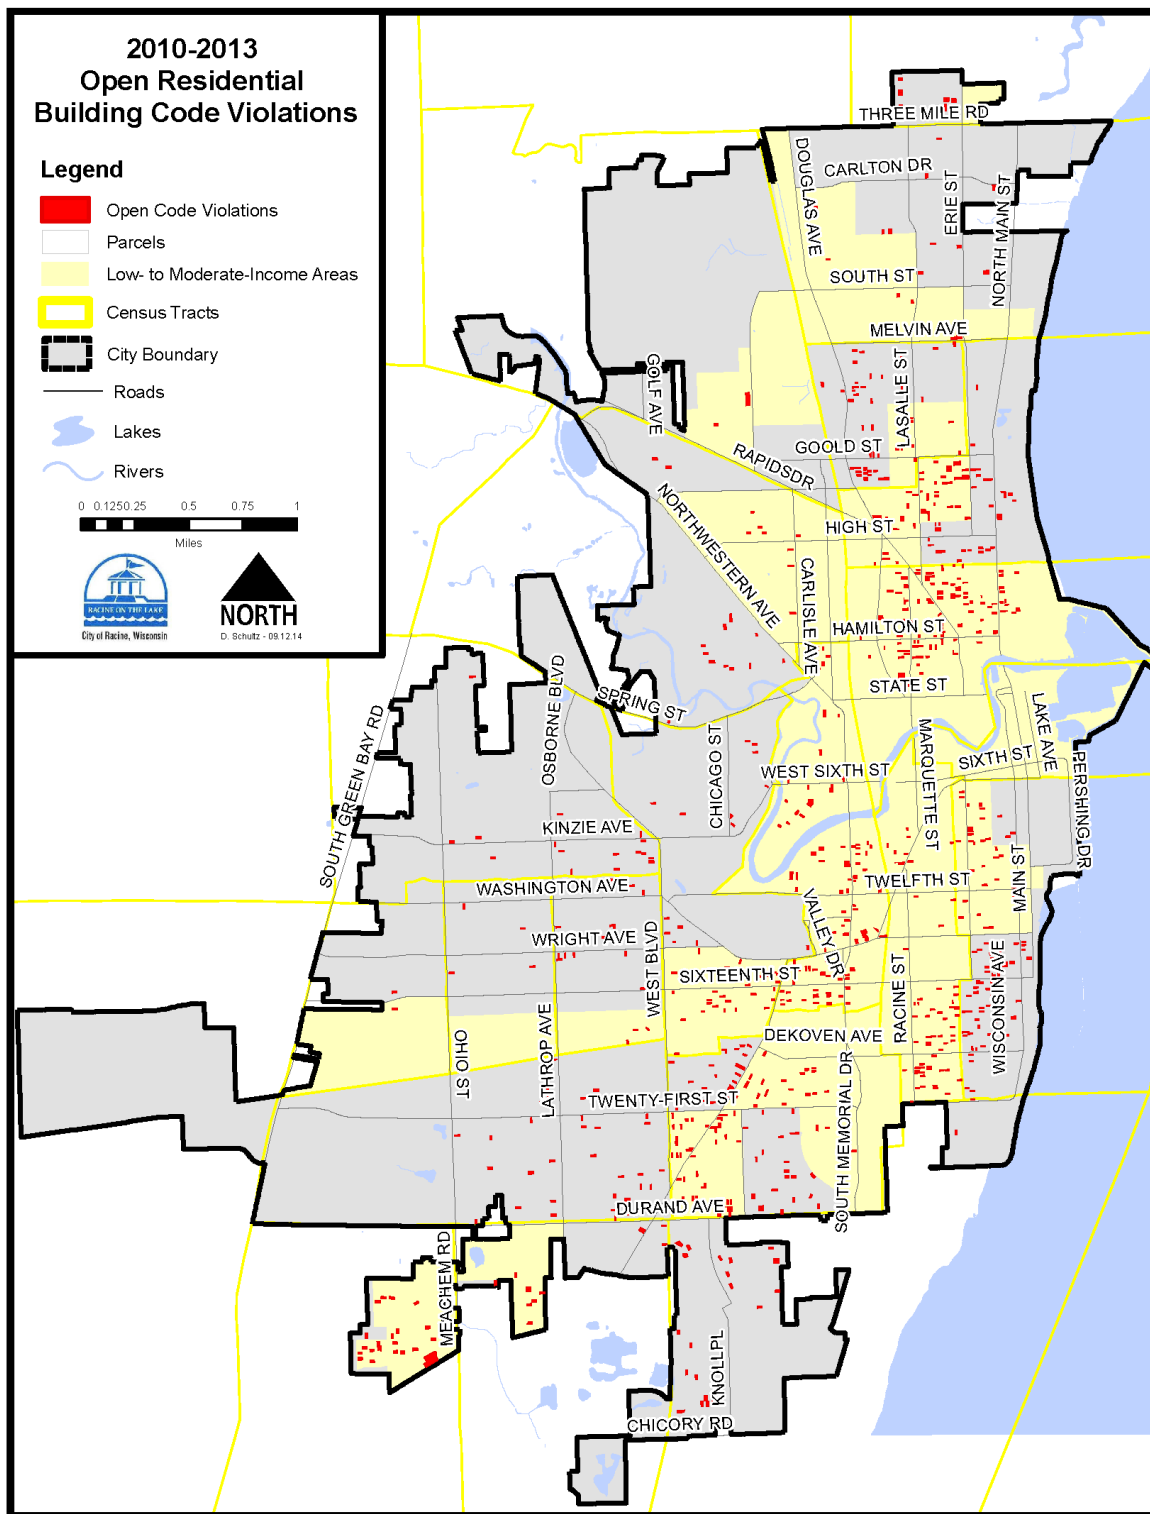 2010-2013
Open Residential
Building Code Violations
Legend
Open Code Violations
Parcels
Low- to Moderate-Income Areas
Census Tracts
City Boundary
Roads
Lakes
Rivers
0 0.1250.25 0.5 0.75 1
Miles
RACINE ON THE LAKE
City of Racine, Wisconsin
NORTH
D. Schultz - 09.12.14
THREE MILE RD
DOUGLAS AVE
CARLTON DR
ERIE ST
NORTH MAIN ST
SOUTH ST
MELVIN AVE
GOLF AVE
LASALLE ST
GOOLD ST
RAPIDSDR
NORTHWESTERN AVE
HIGH ST
CARLISLE AVE
HAMILTON ST
STATE ST
OSBORNE BLVD
SPRING ST
SOUTH GREEN BAY RD
CHICAGO ST
MARQUETTE ST
LAKE AVE
SIXTH ST
WEST SIXTH ST
PERSHING DR
KINZIE AVE
MAIN ST
WASHINGTON AVE
TWELFTH ST
VALLEY DR
WRIGHT AVE
WEST BLVD
SIXTEENTH ST
RACINE ST
WISCONSIN AVE
OHIO ST
LATHROP AVE
DEKOVEN AVE
TWENTY-FIRST ST
SOUTH MEMORIAL DR
DURAND AVE
MEACHEM RD
KNOLLPL
CHICORY RD